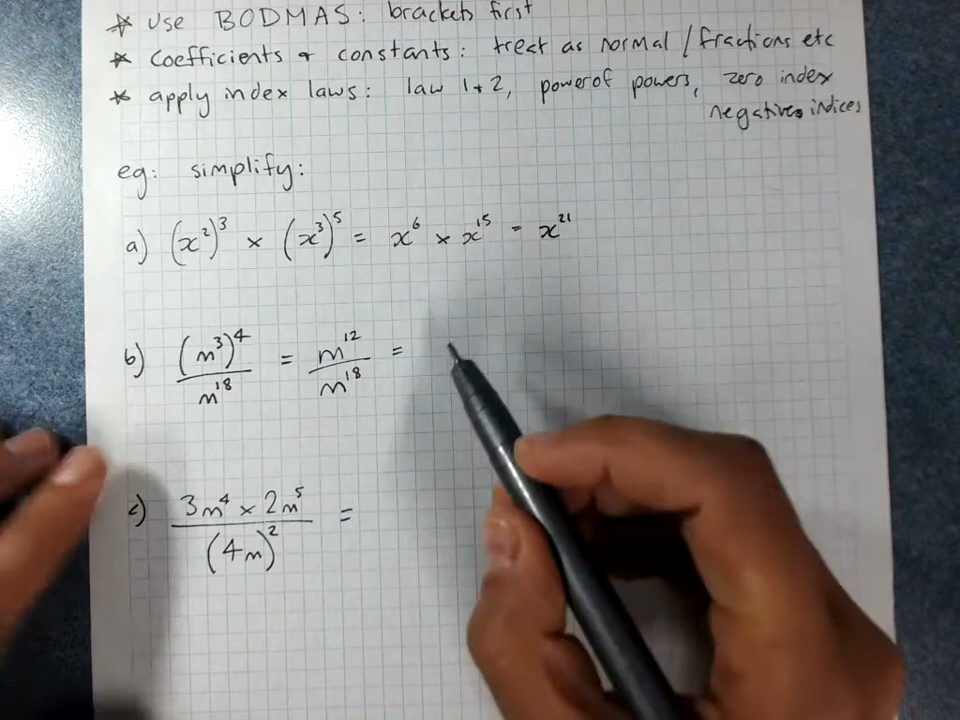 * use BODMAS: brackets first
* coefficients + constants: treat as normal / fractions etc
* apply index laws: law 1+2, power of powers, zero index
negative indices
eg: simplify:
a) (x²)³ × (x³)⁵ = x⁶ × x¹⁵ = x²¹
b) (m³)⁴ / m¹⁸ = m¹² / m¹⁸ =
c) 3m⁴ × 2m⁵ / (4m)² =